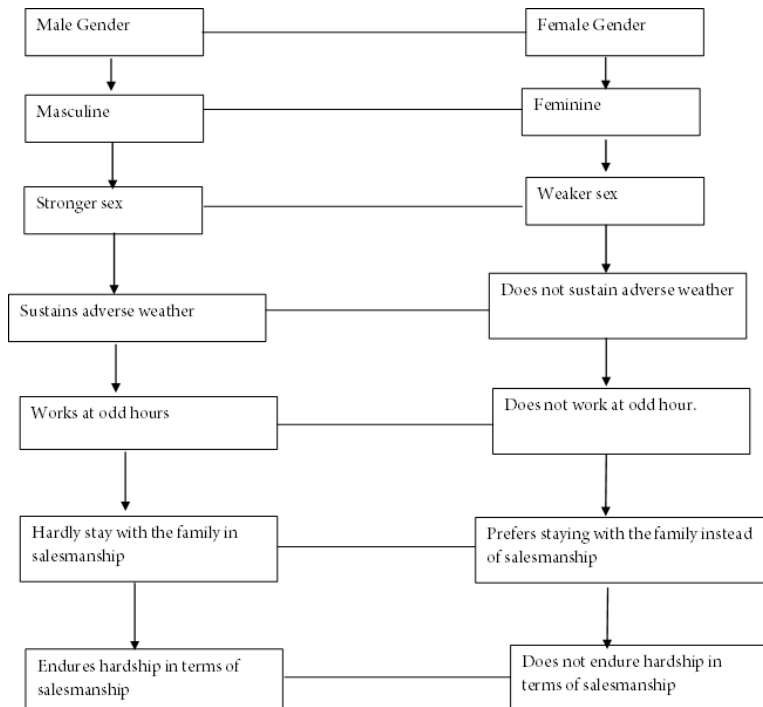 Male Gender
Female Gender
Masculine
Feminine
Stronger sex
Weaker sex
Sustains adverse weather
Does not sustain adverse weather
Works at odd hours
Does not work at odd hour.
Hardly stay with the family in
salesmanship
Prefers staying with the family instead
of salesmanship
Endures hardship in terms of
salesmanship
Does not endure hardship in
terms of salesmanship